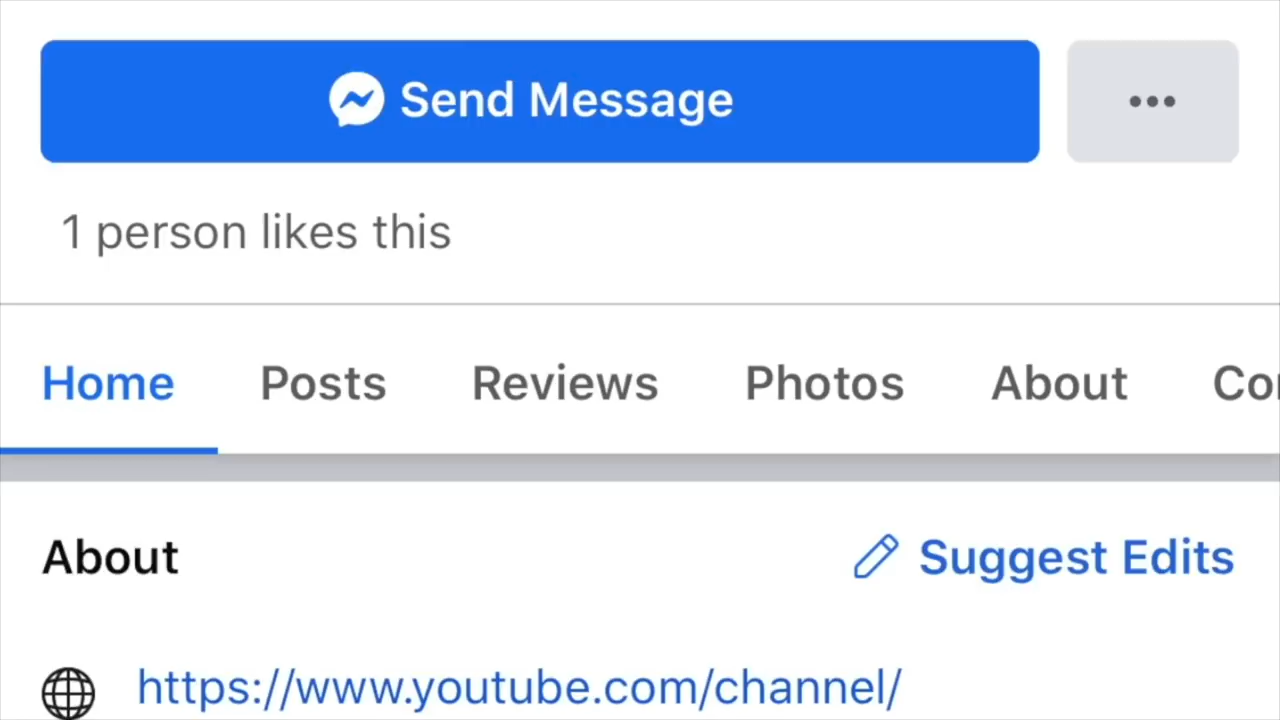 Send Message
1 person likes this
Home Posts Reviews Photos About
About Suggest Edits
https://www.youtube.com/channel/